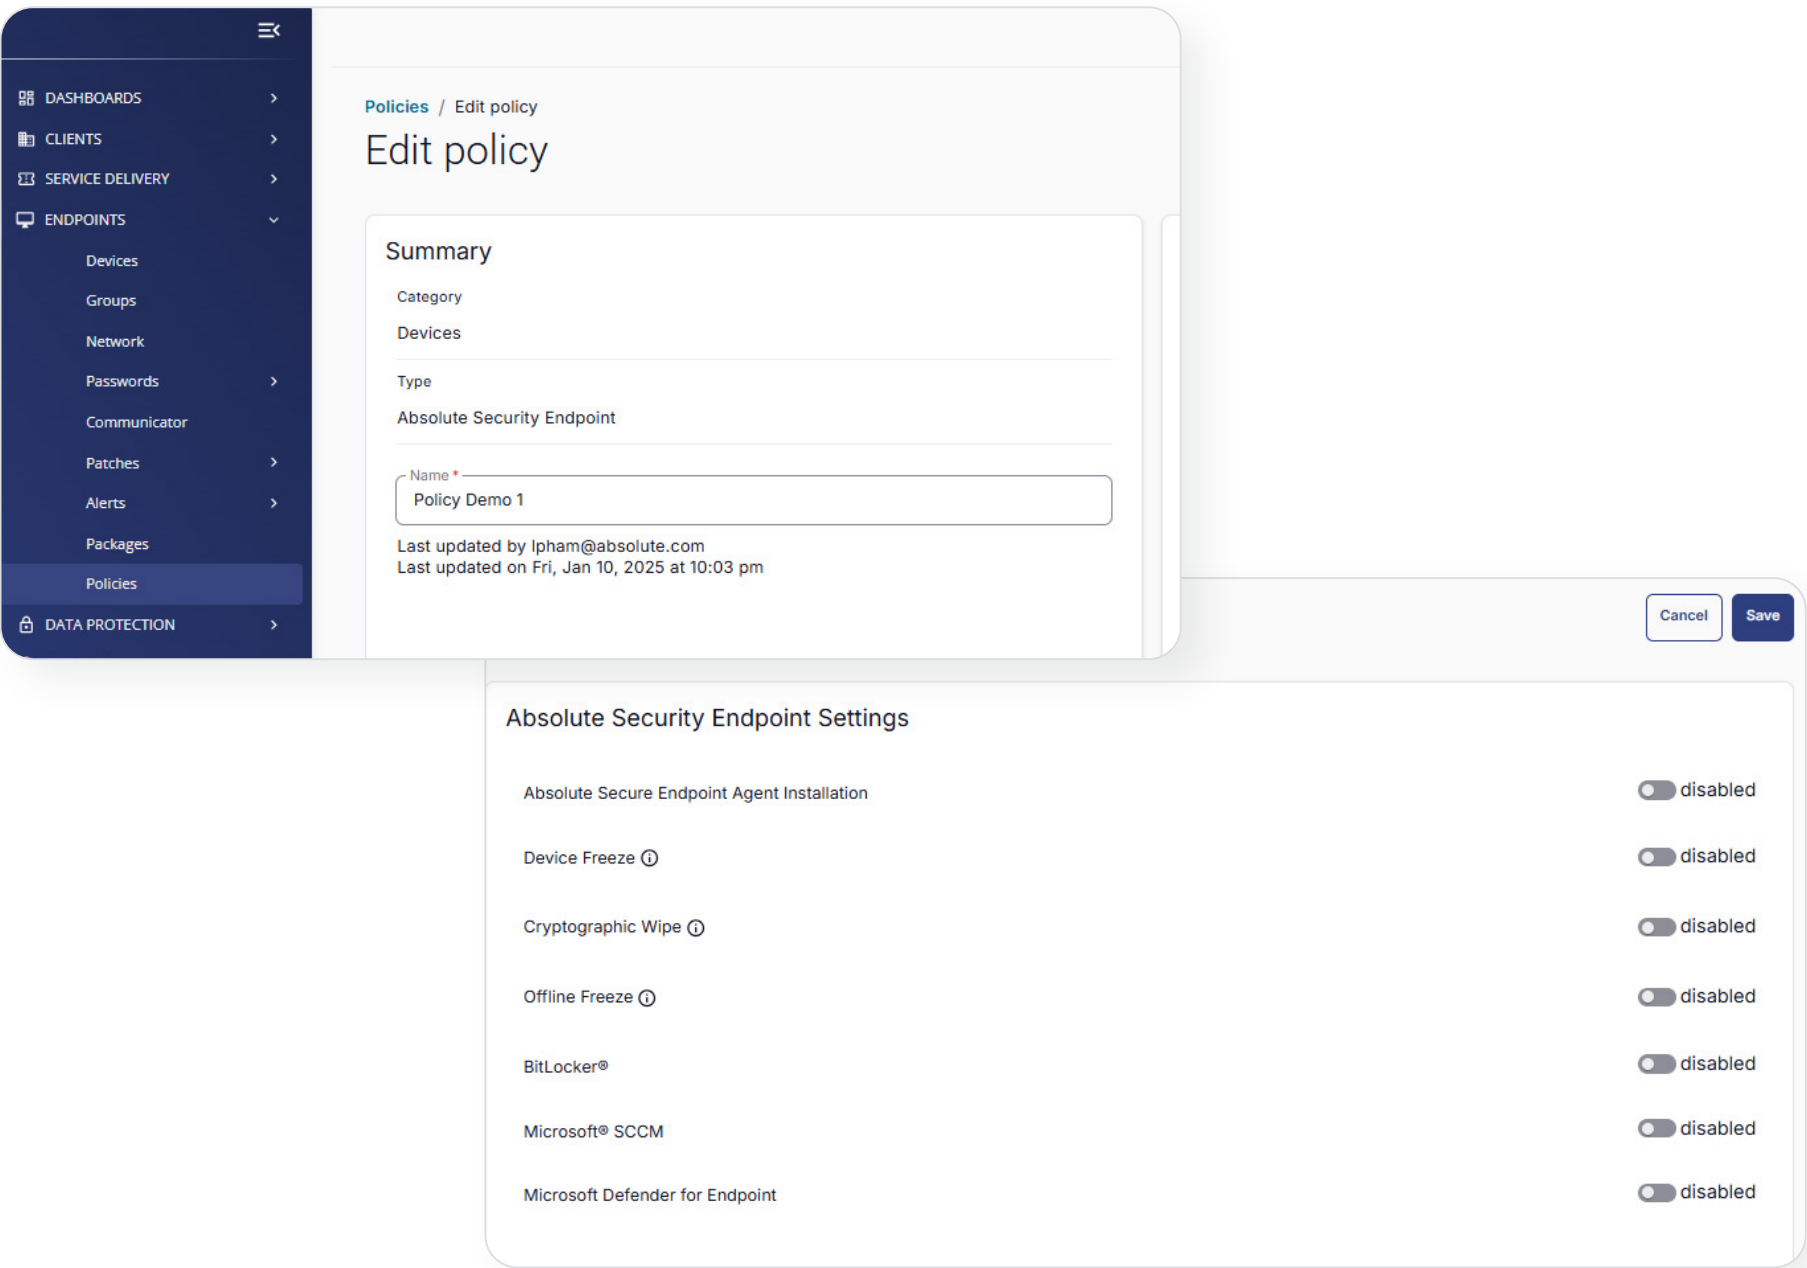 DASHBOARDS
CLIENTS
SERVICE DELIVERY
ENDPOINTS
Devices
Groups
Network
Passwords
Communicator
Patches
Alerts
Packages
Policies
DATA PROTECTION
Policies / Edit policy
Edit policy
Summary
Category
Devices
Type
Absolute Security Endpoint
Name *
Policy Demo 1
Last updated by lpham@absolute.com
Last updated on Fri, Jan 10, 2025 at 10:03 pm
Cancel Save
Absolute Security Endpoint Settings
Absolute Secure Endpoint Agent Installation disabled
Device Freeze disabled
Cryptographic Wipe disabled
Offline Freeze disabled
BitLocker® disabled
Microsoft® SCCM disabled
Microsoft Defender for Endpoint disabled